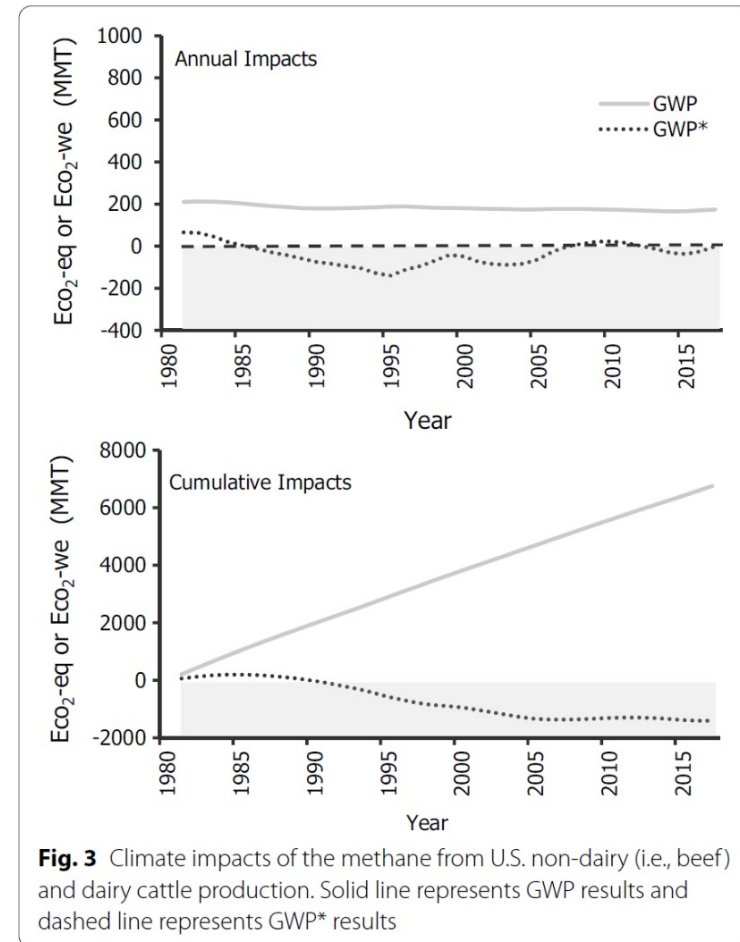 1000
Annual Impacts
800
GWP
600
GWP*
400
200
0
-200
-400
Eco₂-eq or Eco₂-we (MMT)
1980
1985
1990
1995
2000
2005
2010
2015
Year
8000
Cumulative Impacts
6000
4000
2000
0
-2000
Eco₂-eq or Eco₂-we (MMT)
1980
1985
1990
1995
2000
2005
2010
2015
Year
Fig. 3 Climate impacts of the methane from U.S. non-dairy (i.e., beef)
and dairy cattle production. Solid line represents GWP results and
dashed line represents GWP* results